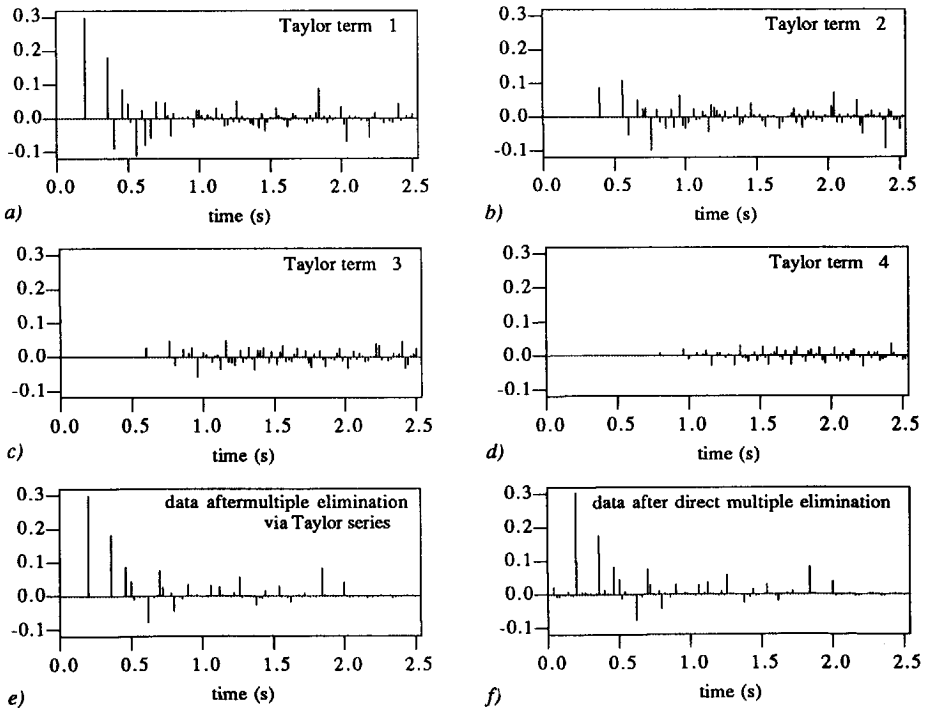 Taylor term 1
0.3
0.2
0.1
0.0
-0.1
0.0 0.5 1.0 1.5 2.0 2.5
time (s)
a)
Taylor term 2
0.3
0.2
0.1
0.0
-0.1
0.0 0.5 1.0 1.5 2.0 2.5
time (s)
b)
Taylor term 3
0.3
0.2
0.1
0.0
-0.1
0.0 0.5 1.0 1.5 2.0 2.5
time (s)
c)
Taylor term 4
0.3
0.2
0.1
0.0
-0.1
0.0 0.5 1.0 1.5 2.0 2.5
time (s)
d)
data aftermultiple elimination
via Taylor series
0.3
0.2
0.1
0.0
-0.1
0.0 0.5 1.0 1.5 2.0 2.5
time (s)
e)
data after direct multiple elimination
0.3
0.2
0.1
0.0
-0.1
0.0 0.5 1.0 1.5 2.0 2.5
time (s)
f)